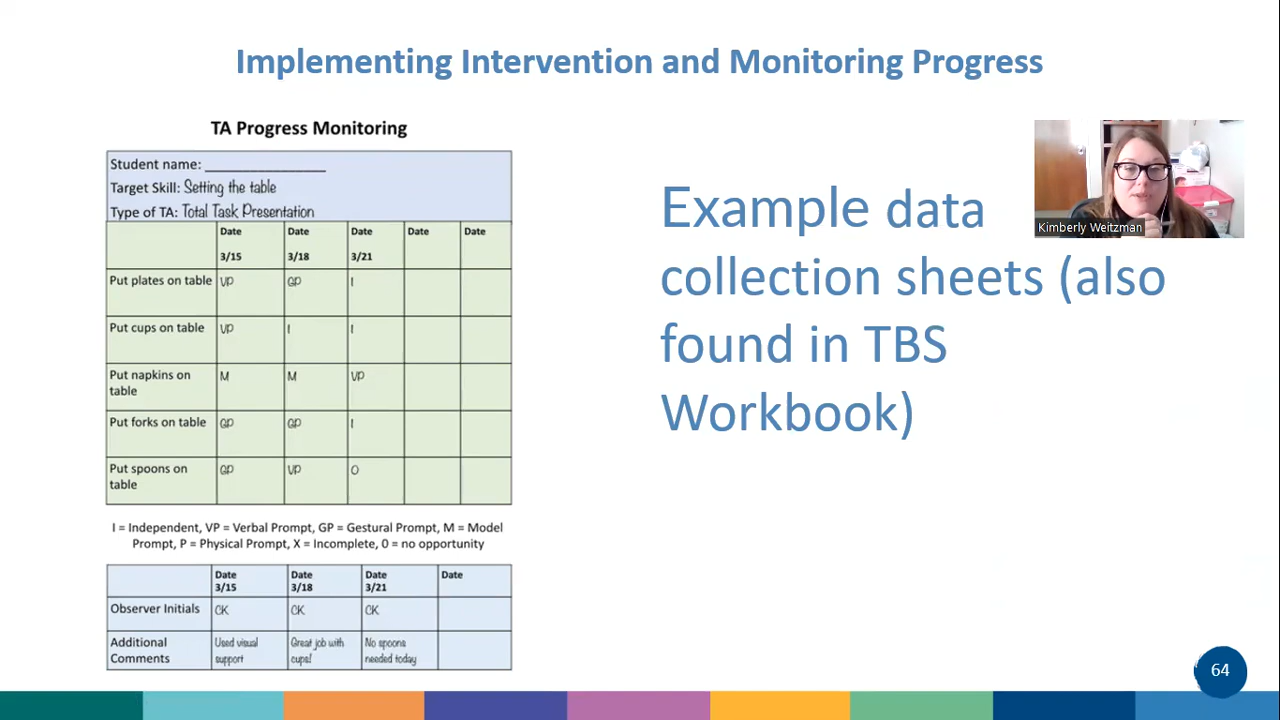 Implementing Intervention and Monitoring Progress
TA Progress Monitoring
Student name: _______________
Target Skill: Setting the table
Type of TA: Total Task Presentation
Date 3/15 Date 3/18 Date 3/21 Date Date
Put plates on table VP GP I
Put cups on table VP I I
Put napkins on table M M VP
Put forks on table GP GP I
Put spoons on table GP VP O
I = Independent, VP = Verbal Prompt, GP = Gestural Prompt, M = Model
Prompt, P = Physical Prompt, X = Incomplete, 0 = no opportunity
Date 3/15 Date 3/18 Date 3/21 Date
Observer Initials CK CK CK
Additional Comments Used visual support Great job with cups! No spoons needed today
Example data
collection sheets (also
found in TBS
Workbook)
Kimberly Weitzman
64